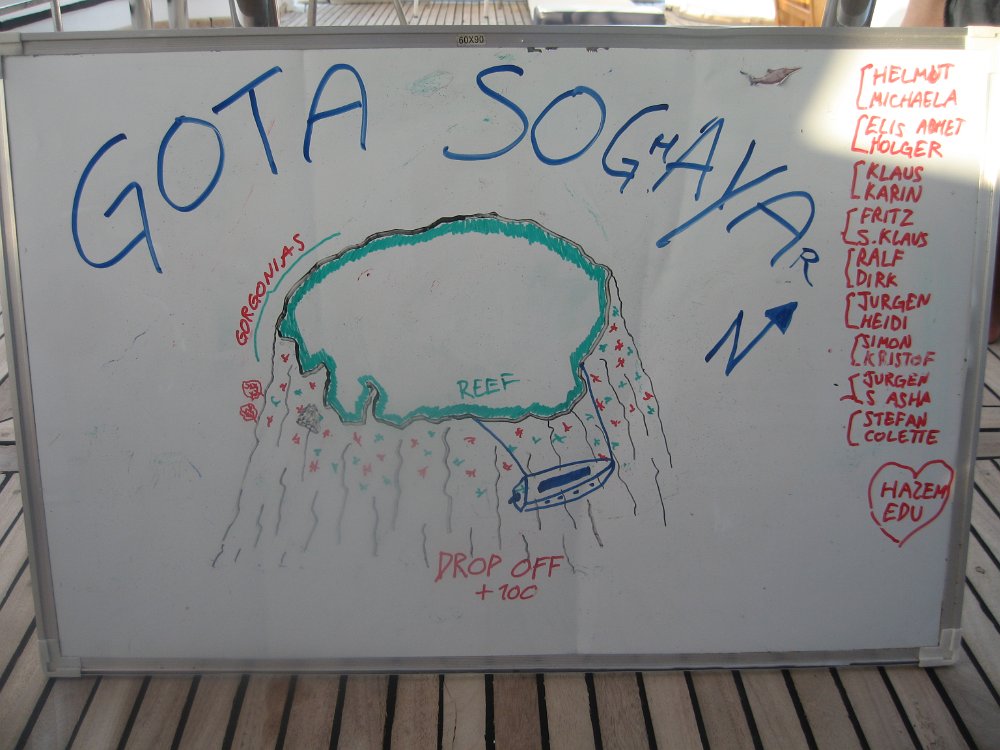 60X90
GOTA SOGHAYAR
HELMUT
MICHAELA
ELIS AHMET
HOLGER
KLAUS
KARIN
FRITZ
S.KLAUS
RALF
DIRK
JURGEN
HEIDI
SIMON
KRISTOF
JURGEN
SASHA
STEFAN
COLETTE
HAZEM
EDU
GORGONIAS
N
REEF
DROP OFF
+100